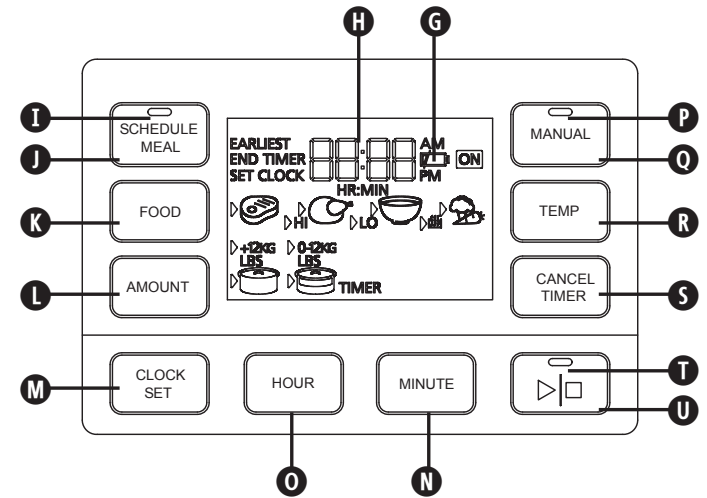 H G
I P
SCHEDULE
MEAL
MANUAL
J Q
EARLIEST 88:88 AM
END TIMER ON
SET CLOCK PM
HR:MIN
K FOOD
TEMP R
HI LO
+12KG 0-12KG
LBS LBS
TIMER
L AMOUNT
CANCEL
TIMER S
M CLOCK
SET
HOUR
MINUTE
T
U
O N